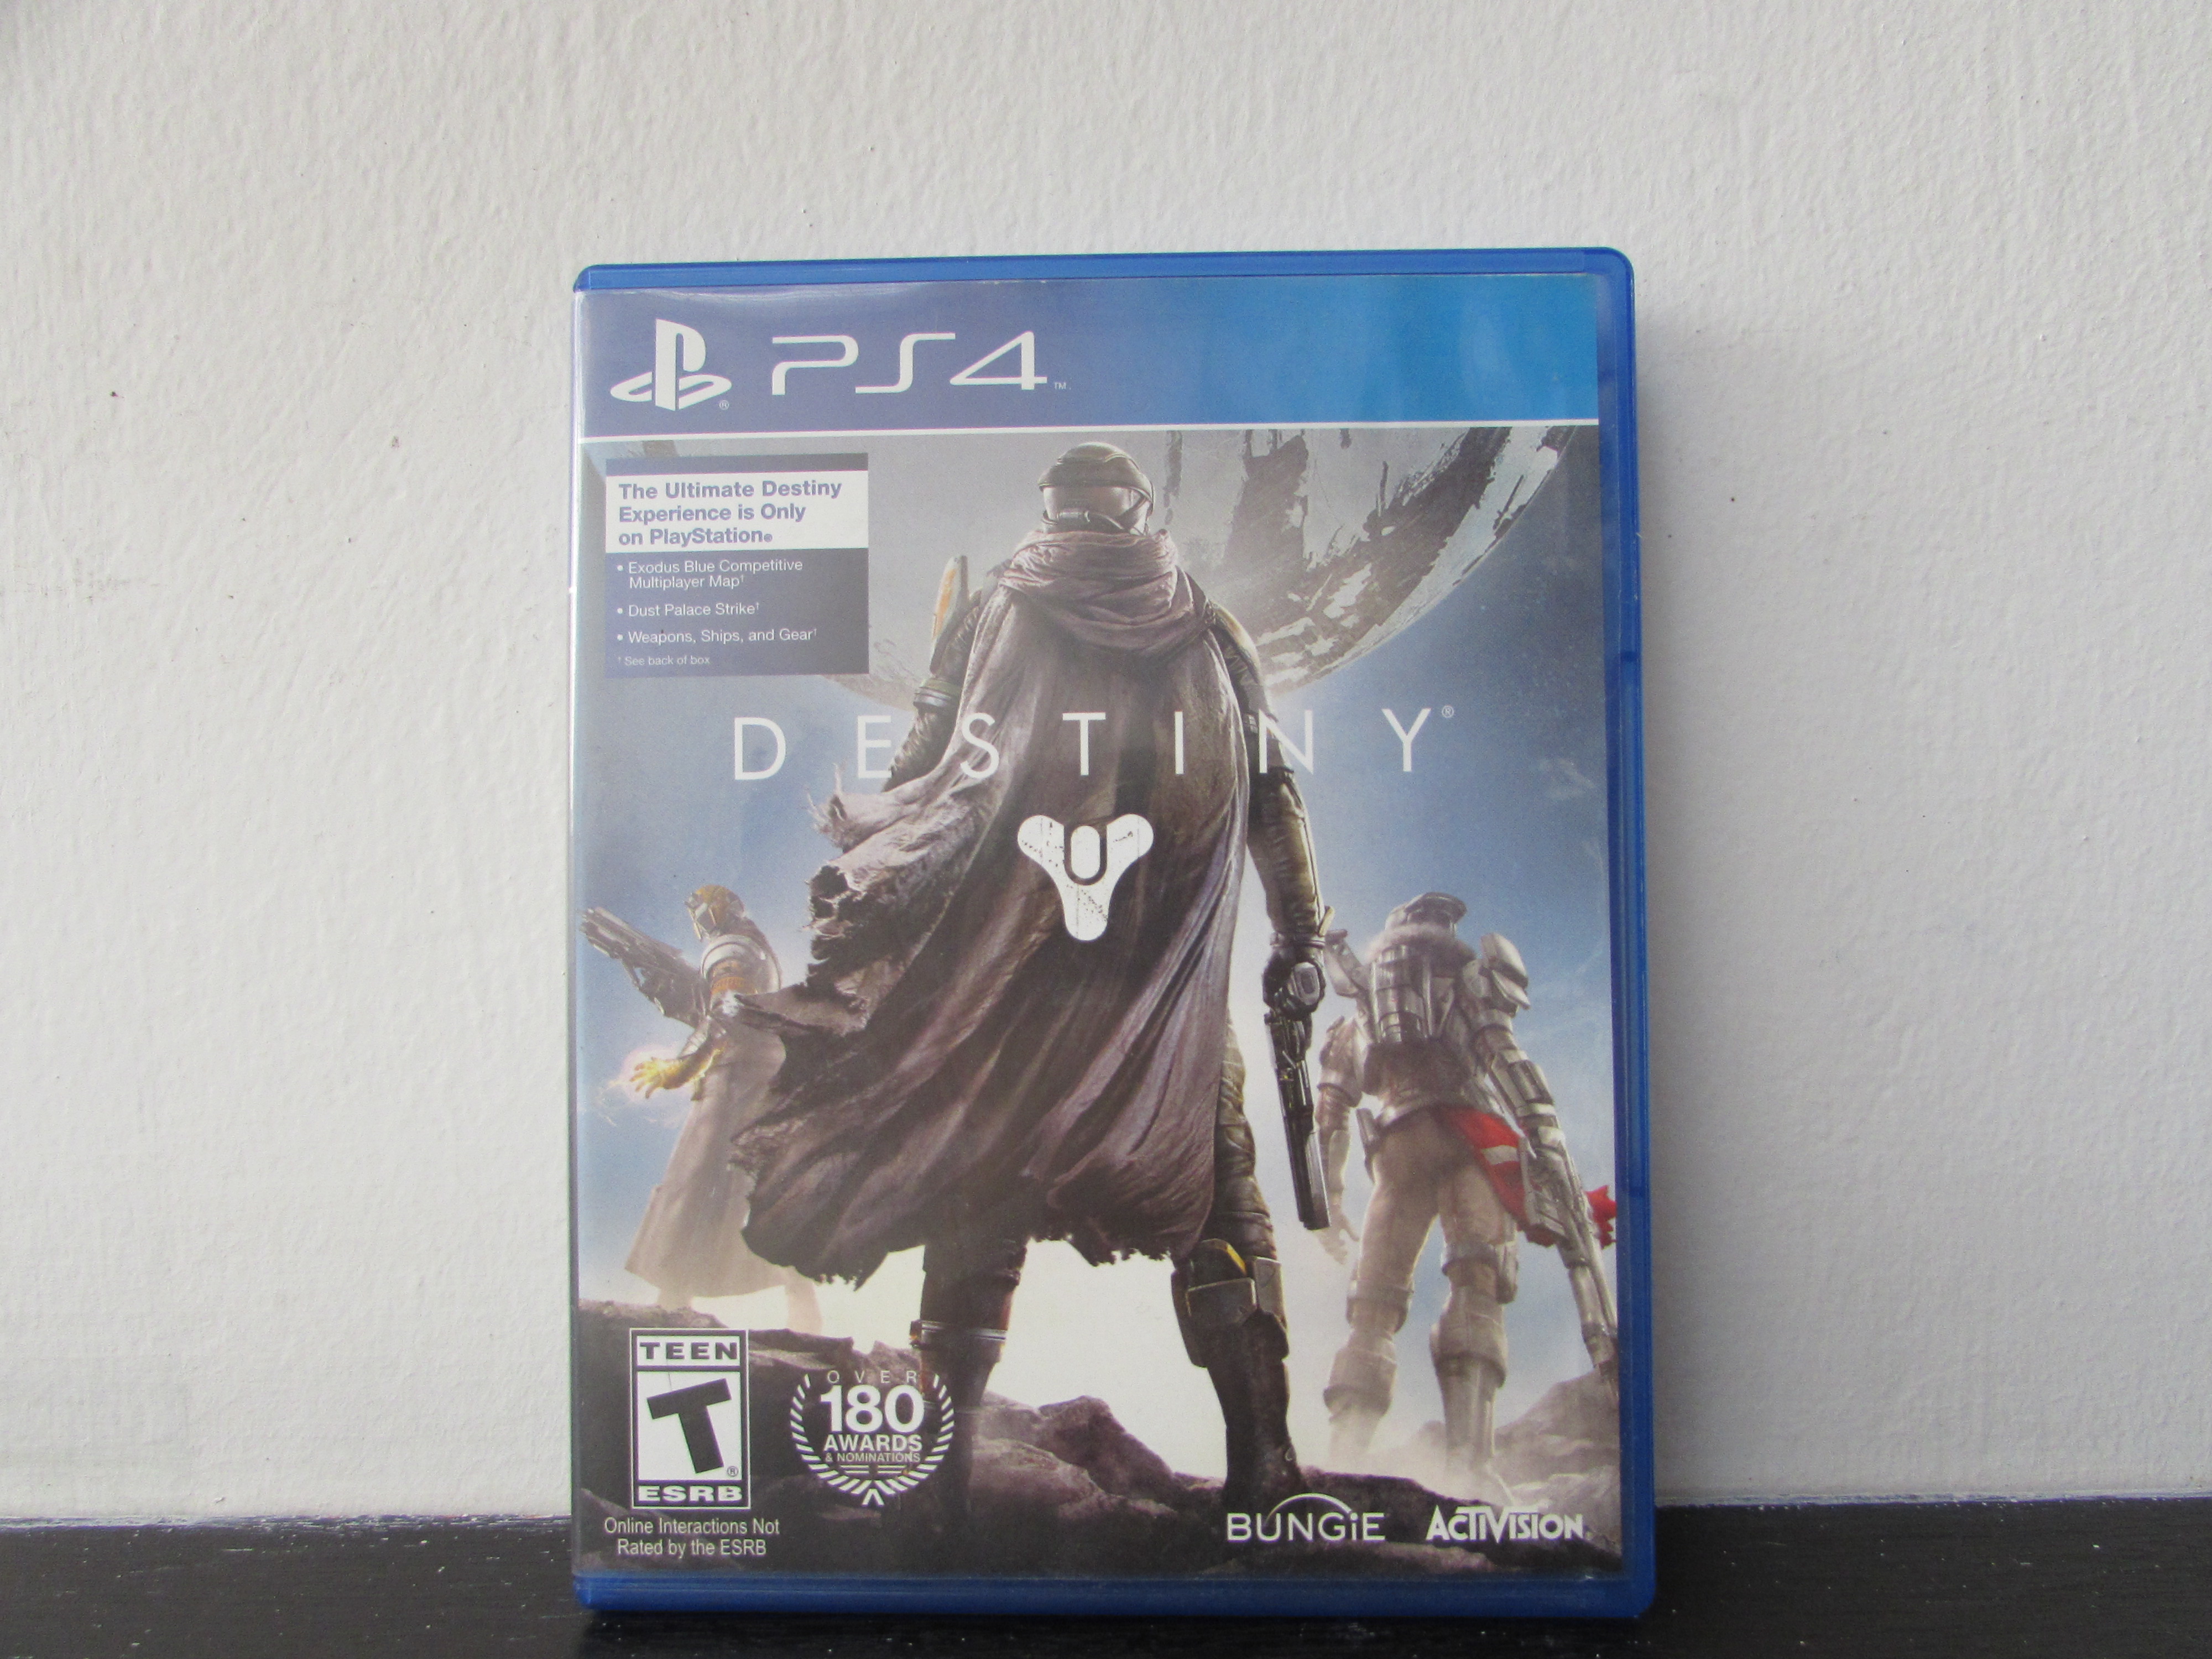 PS4™
The Ultimate Destiny
Experience is Only
on PlayStation®
• Exodus Blue Competitive
Multiplayer Map†
• Dust Palace Strike†
• Weapons, Ships, and Gear†
† See back of box
DESTINY®
TEEN
T
ESRB
Online Interactions Not
Rated by the ESRB
OVER
180
AWARDS
& NOMINATIONS
BUNGiE
ACTIVISION